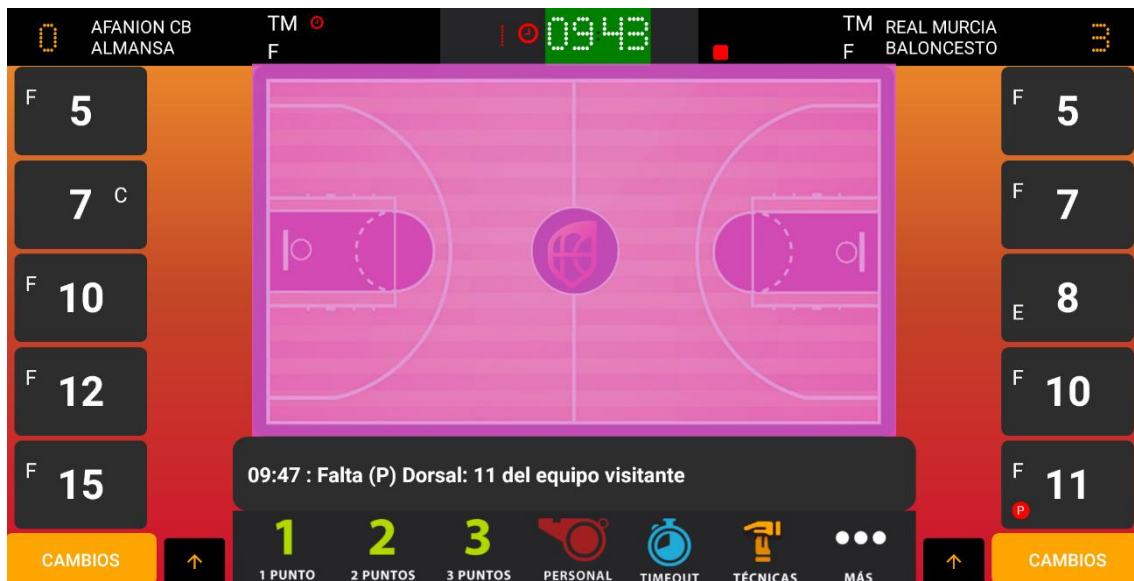 0
AFANION CB
ALMANSA
TM
F
1
09:43
TM
F
REAL MURCIA
BALONCESTO
3
F 5
7 C
F 10
F 12
F 15
F 5
F 7
E 8
F 10
F 11
P
09:47 : Falta (P) Dorsal: 11 del equipo visitante
CAMBIOS
↑
1
1 PUNTO
2
2 PUNTOS
3
3 PUNTOS
PERSONAL
TIMEOUT
TÉCNICAS
MÁS
↑
CAMBIOS